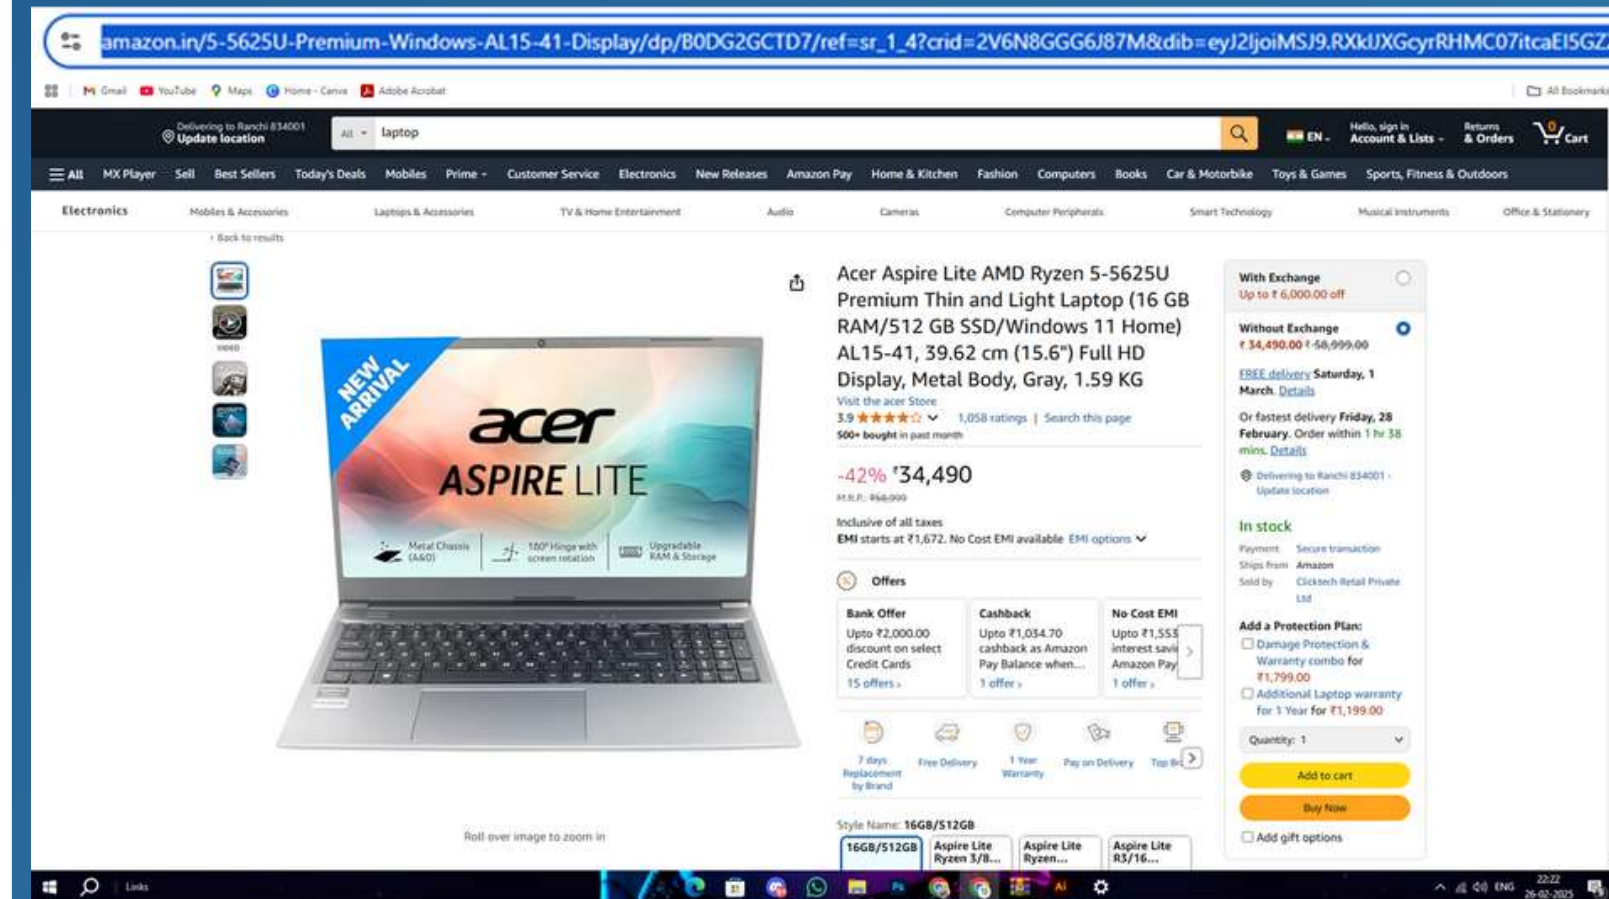 amazon.in/5-5625U-Premium-Windows-AL15-41-Display/dp/B0DG2GCTD7/ref=sr_1_4?crid=2V6N8GGG6J87M&dib=eyJ2IjoiMSJ9.RXkUXGcyrRHMC07itcaEI5GZ
Gmail YouTube Maps Home - Canva Adobe Acrobat All Bookmarks
Delivering to Ranchi 834001
Update location
All laptop
EN
Hello, sign in
Account & Lists
Returns
& Orders
0
Cart
All MX Player Sell Best Sellers Today's Deals Mobiles Prime Customer Service Electronics New Releases Amazon Pay Home & Kitchen Fashion Computers Books Car & Motorbike Toys & Games Sports, Fitness & Outdoors
Electronics Mobiles & Accessories Laptops & Accessories TV & Home Entertainment Audio Cameras Computer Peripherals Smart Technology Musical Instruments Office & Stationery
‹ Back to results
VIDEO
NEW
ARRIVAL
acer
ASPIRE LITE
Metal Chassis
(A&D)
180° Hinge with
screen rotation
Upgradable
RAM & Storage
Roll over image to zoom in
Acer Aspire Lite AMD Ryzen 5-5625U
Premium Thin and Light Laptop (16 GB
RAM/512 GB SSD/Windows 11 Home)
AL15-41, 39.62 cm (15.6") Full HD
Display, Metal Body, Gray, 1.59 KG
Visit the acer Store
3.9 1,058 ratings | Search this page
500+ bought in past month
-42% ₹34,490
M.R.P.: ₹58,999
Inclusive of all taxes
EMI starts at ₹1,672. No Cost EMI available EMI options
Offers
Bank Offer
Upto ₹2,000.00
discount on select
Credit Cards
15 offers ›
Cashback
Upto ₹1,034.70
cashback as Amazon
Pay Balance when...
1 offer ›
No Cost EMI
Upto ₹1,553
interest savi
Amazon Pay
1 offer ›
7 days
Replacement
by Brand
Free Delivery
1 Year
Warranty
Pay on Delivery
Top Br
Style Name: 16GB/512GB
16GB/512GB
Aspire Lite
Ryzen 3/8...
Aspire Lite
Ryzen...
Aspire Lite
R3/16...
With Exchange
Up to ₹ 6,000.00 off
Without Exchange
₹ 34,490.00 ₹ 58,999.00
FREE delivery Saturday, 1
March. Details
Or fastest delivery Friday, 28
February. Order within 1 hr 38
mins. Details
Delivering to Ranchi 834001 -
Update location
In stock
Payment Secure transaction
Ships from Amazon
Sold by Clicktech Retail Private
Ltd
Add a Protection Plan:
Damage Protection &
Warranty combo for
₹1,799.00
Additional Laptop warranty
for 1 Year for ₹1,199.00
Quantity: 1
Add to cart
Buy Now
Add gift options
Links
ENG
22:22
26-02-2025